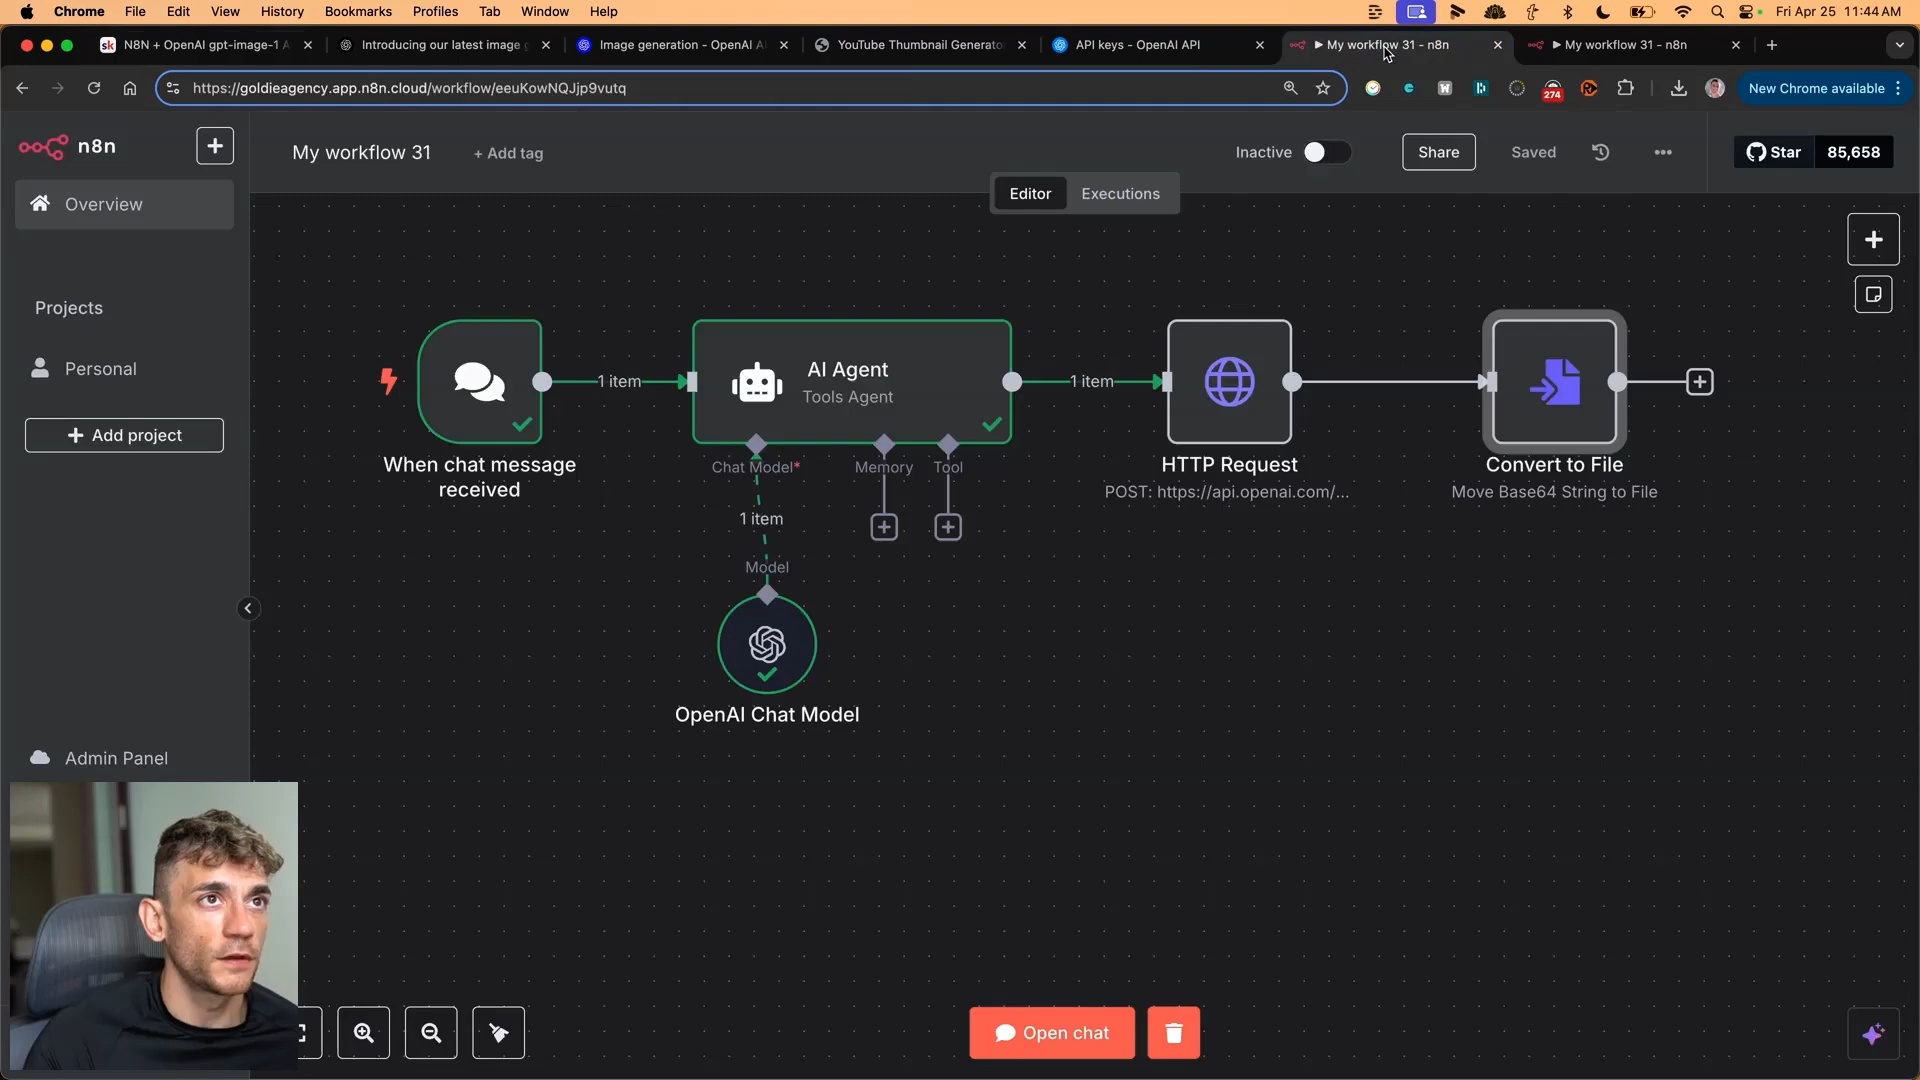 Chrome File Edit View History Bookmarks Profiles Tab Window Help Fri Apr 25 11:44 AM
N8N + OpenAI gpt-image-1 A
Introducing our latest image g
Image generation - OpenAI A
YouTube Thumbnail Generato
API keys - OpenAI API
My workflow 31 - n8n
My workflow 31 - n8n
https://goldieagency.app.n8n.cloud/workflow/eeuKowNQJjp9vutq
274
New Chrome available
n8n
My workflow 31
+ Add tag
Inactive
Share
Saved
Star
85,658
Editor
Executions
Overview
Projects
Personal
+ Add project
Admin Panel
1 item
AI Agent
Tools Agent
1 item
When chat message
received
Chat Model*
Memory
Tool
HTTP Request
POST: https://api.openai.com/...
Convert to File
Move Base64 String to File
1 item
Model
OpenAI Chat Model
Open chat